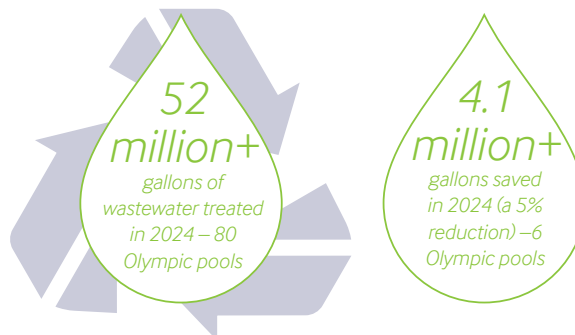 52
million+
gallons of
wastewater treated
in 2024 – 80
Olympic pools
4.1
million+
gallons saved
in 2024 (a 5%
reduction) –6
Olympic pools